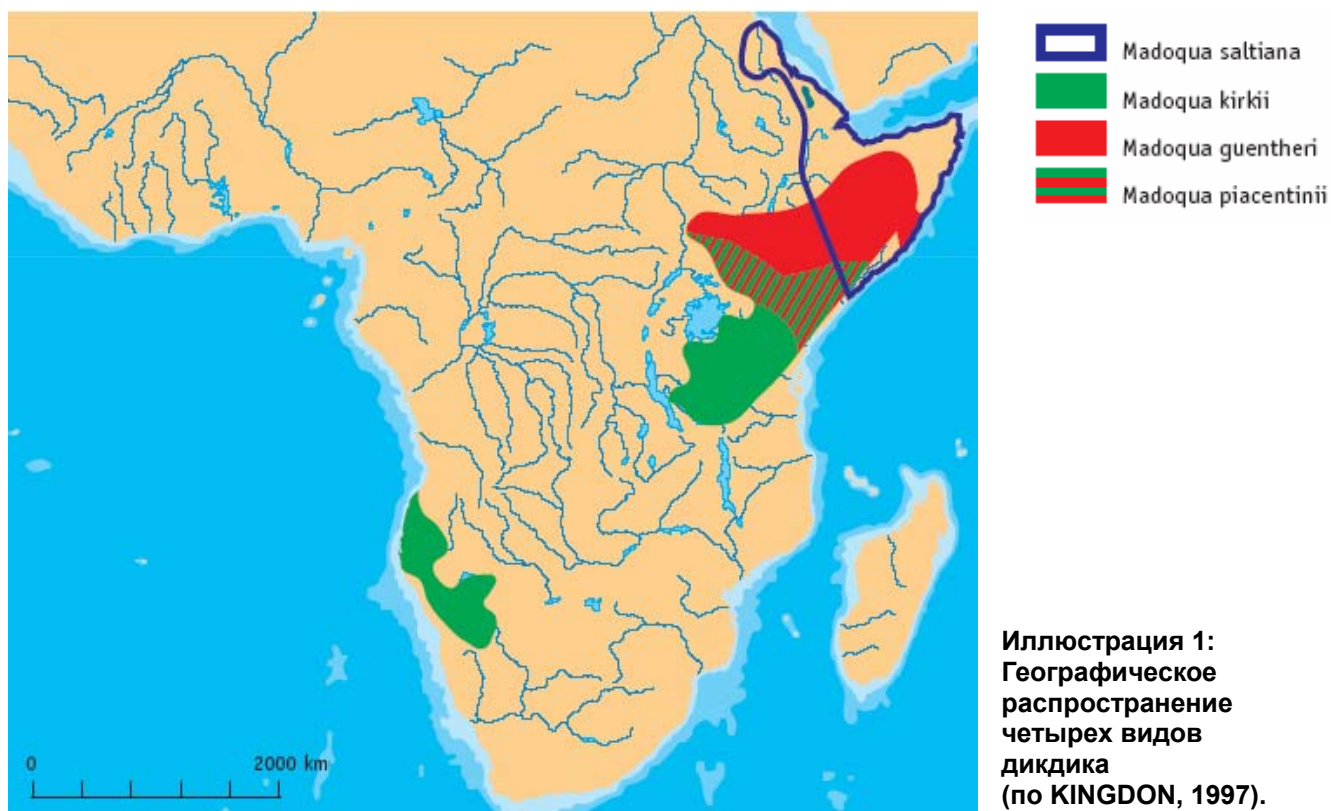 Madoqua saltiana
Madoqua kirkii
Madoqua guentheri
Madoqua piacentinii
0
2000 km
Иллюстрация 1:
Географическое
распространение
четырех видов
дикдика
(по KINGDON, 1997).